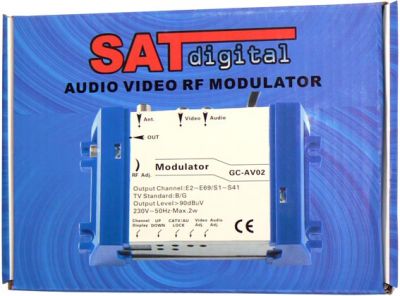 SAT digital
AUDIO VIDEO RF MODULATOR
Ant. Video Audio
OUT
Modulator GC-AV02
RF Adj.
Output Channel:E2-E69/S1-S41
TV Standard:B/G
Output Level>90dBuV
230V~50Hz-Max.2w
Channel Display UP DOWN CATV/AU LOCK Video Adj. Audio Adj.
CE